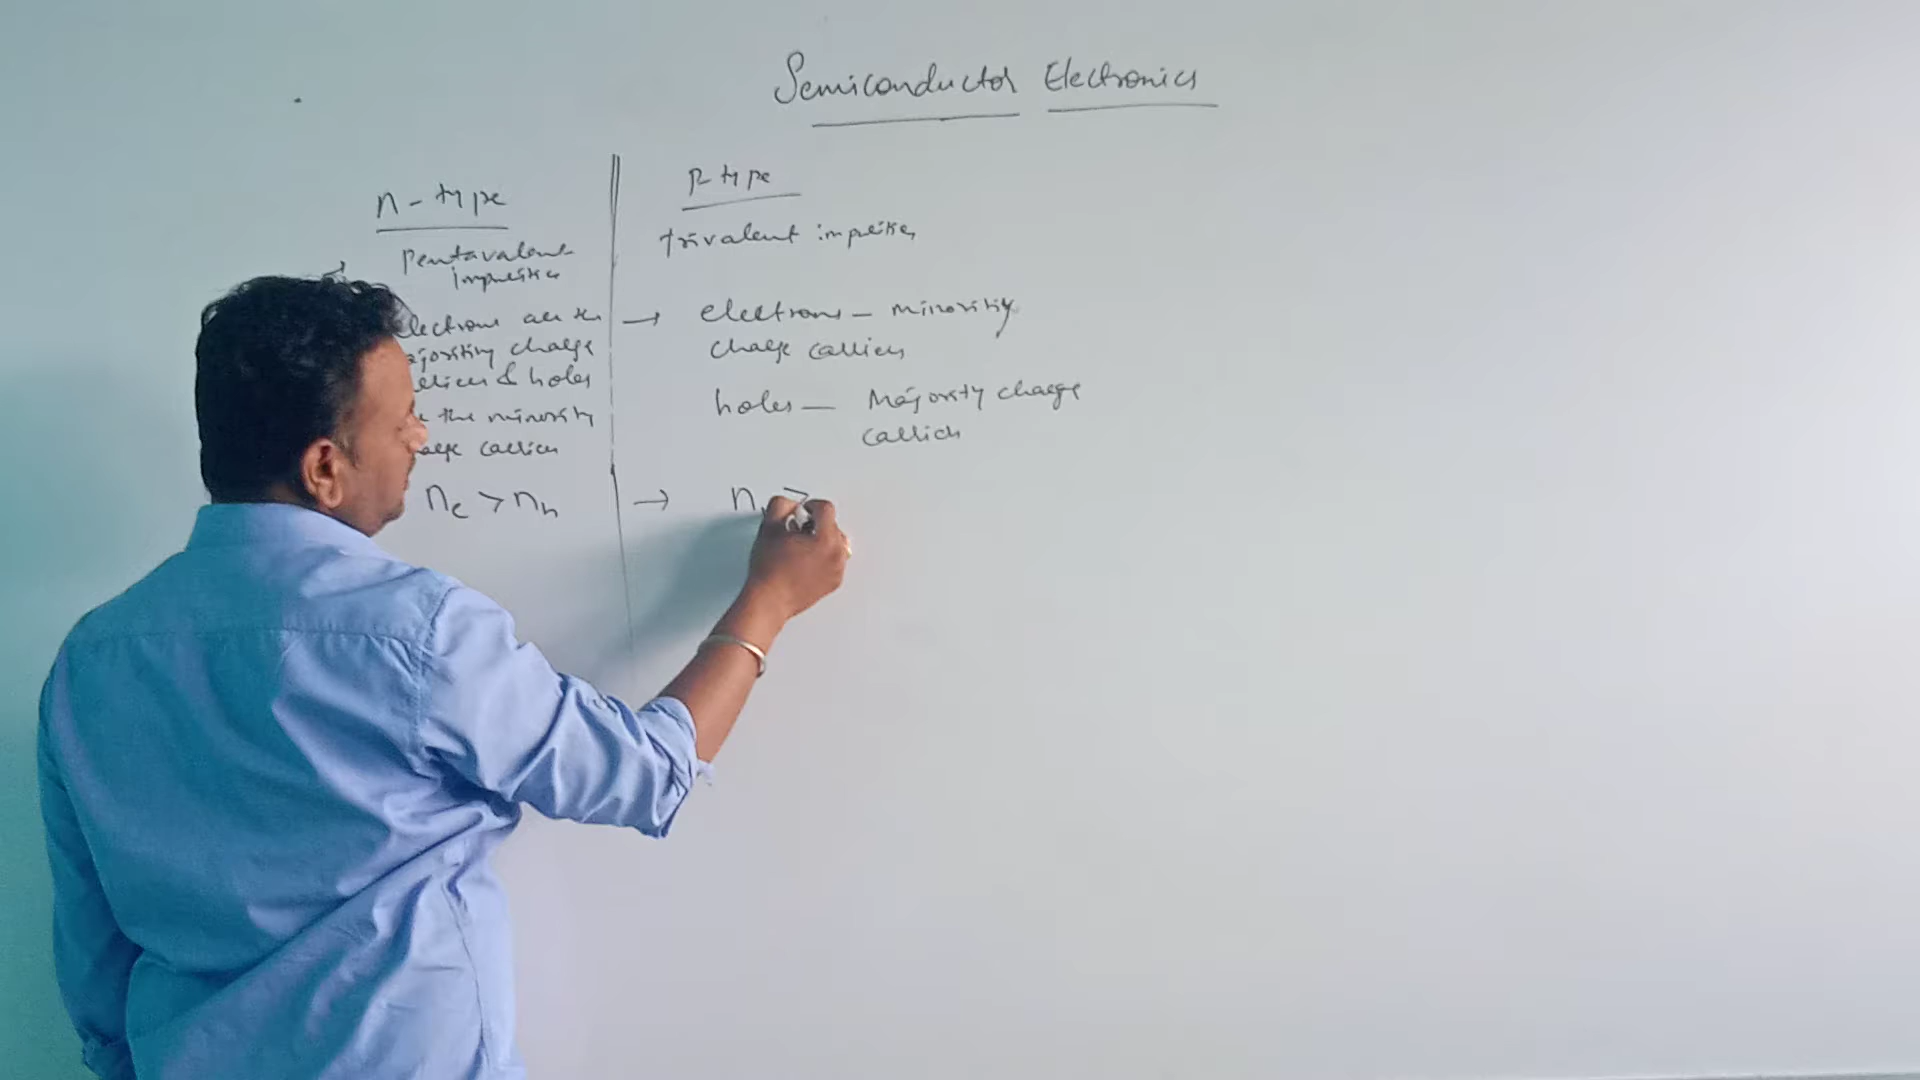 Semiconductor Electronics
n-type
Pentavalent
impurities
electrons are the
majority charge
carriers & holes
the minority
charge carriers
nₑ > nₕ
P-type
trivalent impurities
→ electrons – minority
charge carriers
holes – Majority charge
carriers
→ n >